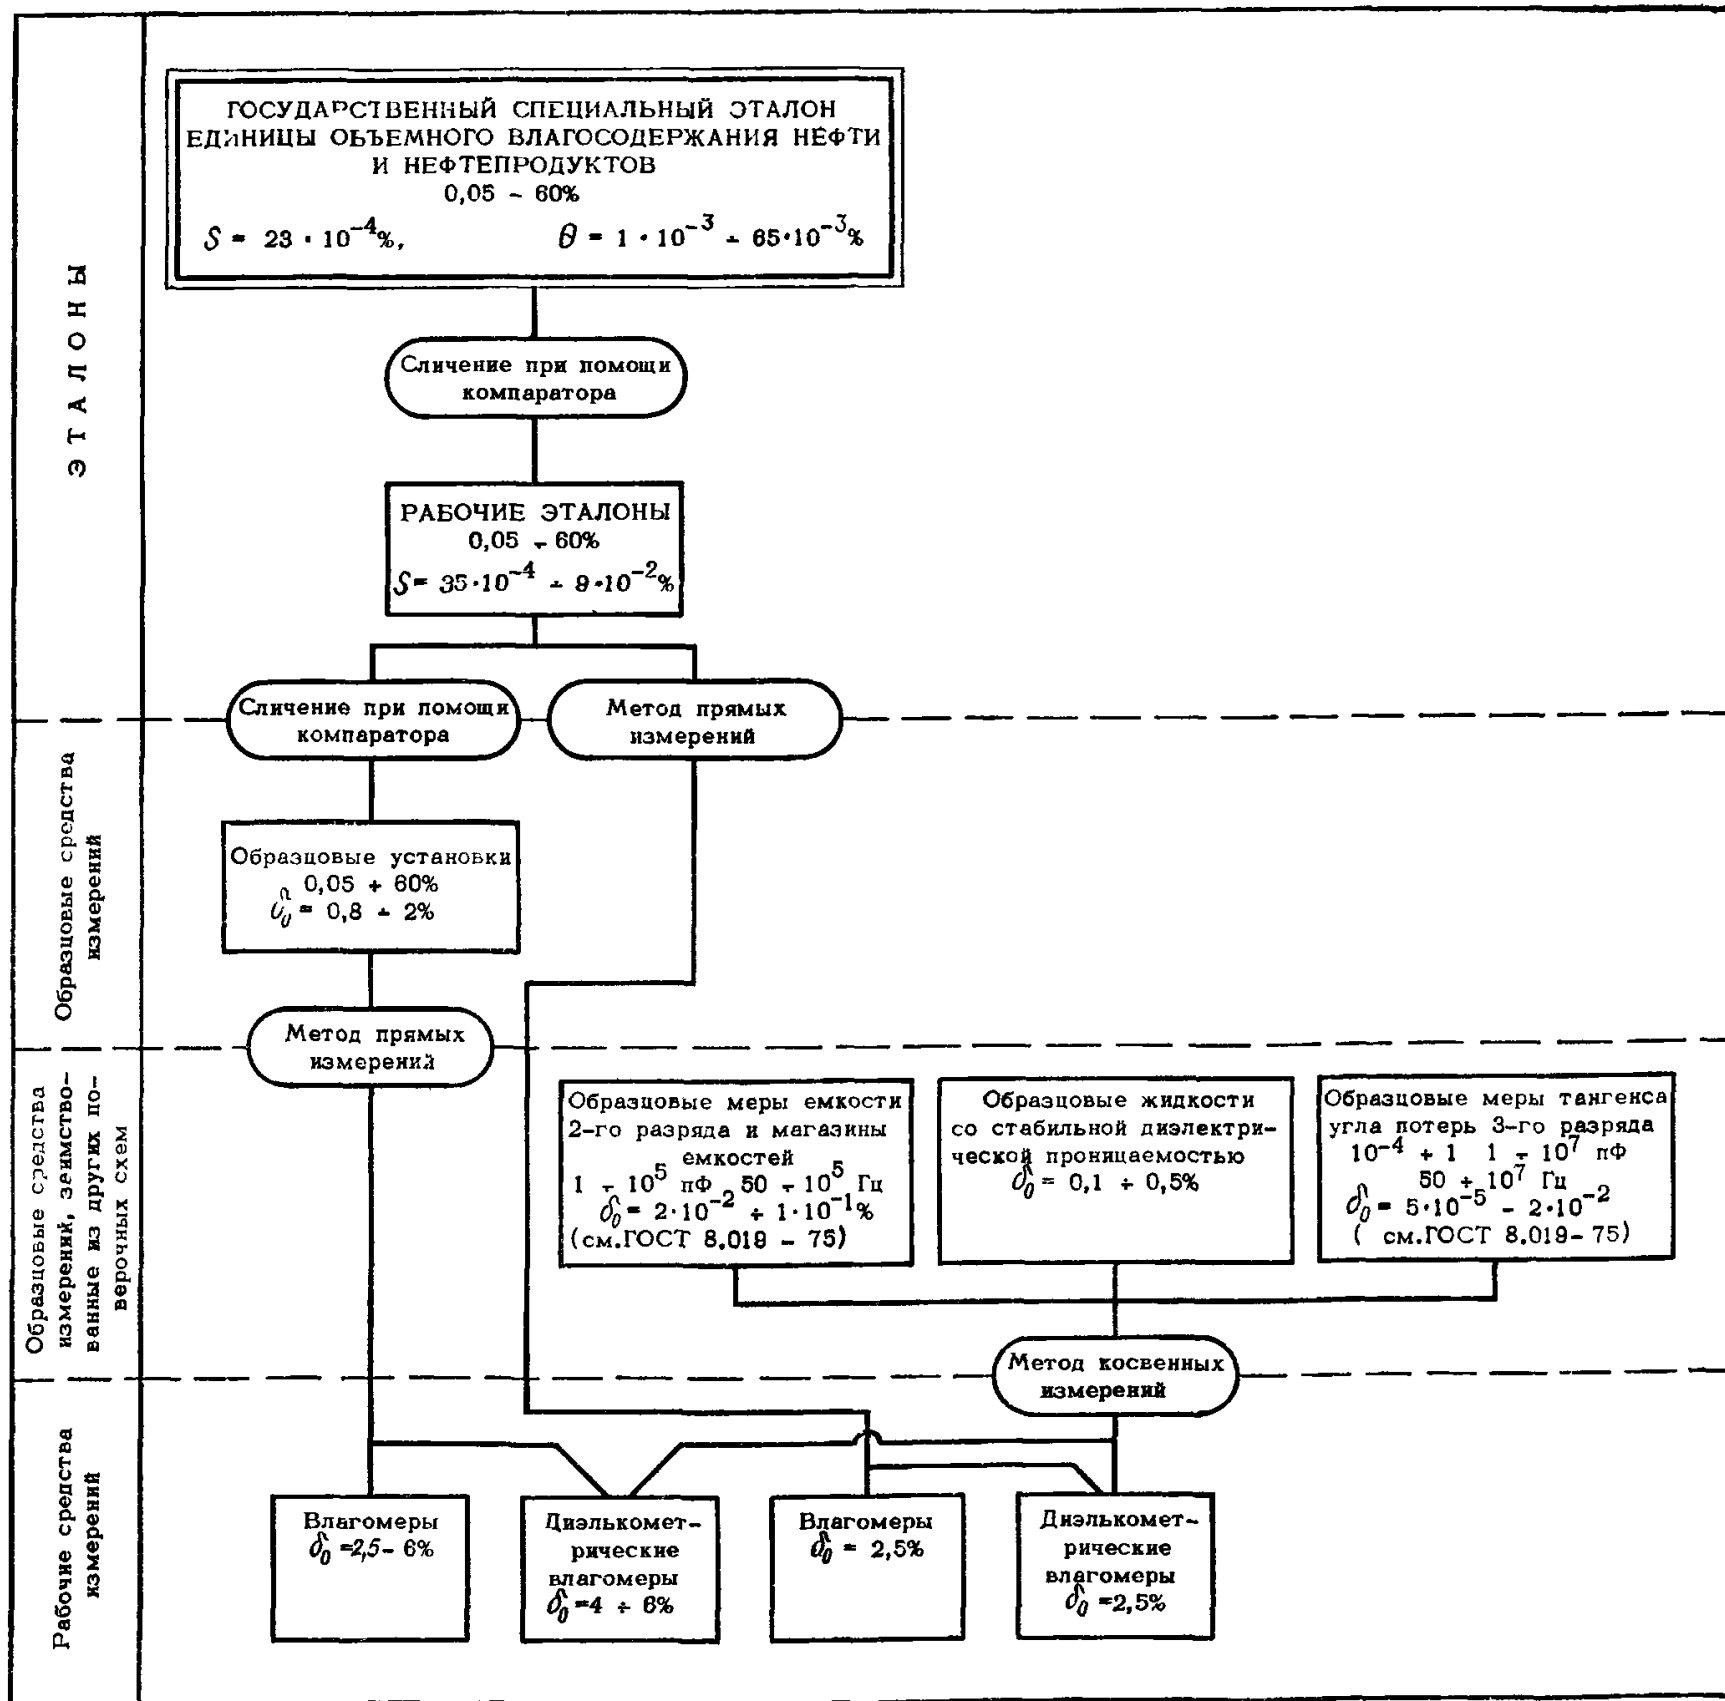 ЭТАЛОНЫ
ГОСУДАРСТВЕННЫЙ СПЕЦИАЛЬНЫЙ ЭТАЛОН
ЕДИНИЦЫ ОБЪЕМНОГО ВЛАГОСОДЕРЖАНИЯ НЕФТИ
И НЕФТЕПРОДУКТОВ
0,05 – 60%
S = 23 · 10⁻⁴%, θ = 1 · 10⁻³ ÷ 65·10⁻³%
Сличение при помощи
компаратора
РАБОЧИЕ ЭТАЛОНЫ
0,05 ÷ 60%
S = 35·10⁻⁴ ÷ 9·10⁻²%
Сличение при помощи
компаратора
Метод прямых
измерений
Образцовые средства
измерений
Образцовые установки
0,05 ÷ 60%
δ₀ = 0,8 ÷ 2%
Метод прямых
измерений
Образцовые средства
измерений, заимство-
ванные из других по-
верочных схем
Образцовые меры емкости
2-го разряда и магазины
емкостей
1 ÷ 10⁵ пФ 50 ÷ 10⁵ Гц
δ₀ = 2·10⁻² ÷ 1·10⁻¹%
(см.ГОСТ 8.019 – 75)
Образцовые жидкости
со стабильной диэлектри-
ческой проницаемостью
δ₀ = 0,1 ÷ 0,5%
Образцовые меры тангенса
угла потерь 3-го разряда
10⁻⁴ ÷ 1 1 ÷ 10⁷ пФ
50 ÷ 10⁷ Гц
δ₀ = 5·10⁻⁵ – 2·10⁻²
( см.ГОСТ 8.019– 75)
Метод косвенных
измерений
Рабочие средства
измерений
Влагомеры
δ₀ =2,5– 6%
Диэлькомет-
рические
влагомеры
δ₀ =4 ÷ 6%
Влагомеры
δ₀ = 2,5%
Диэлькомет-
рические
влагомеры
δ₀ =2,5%